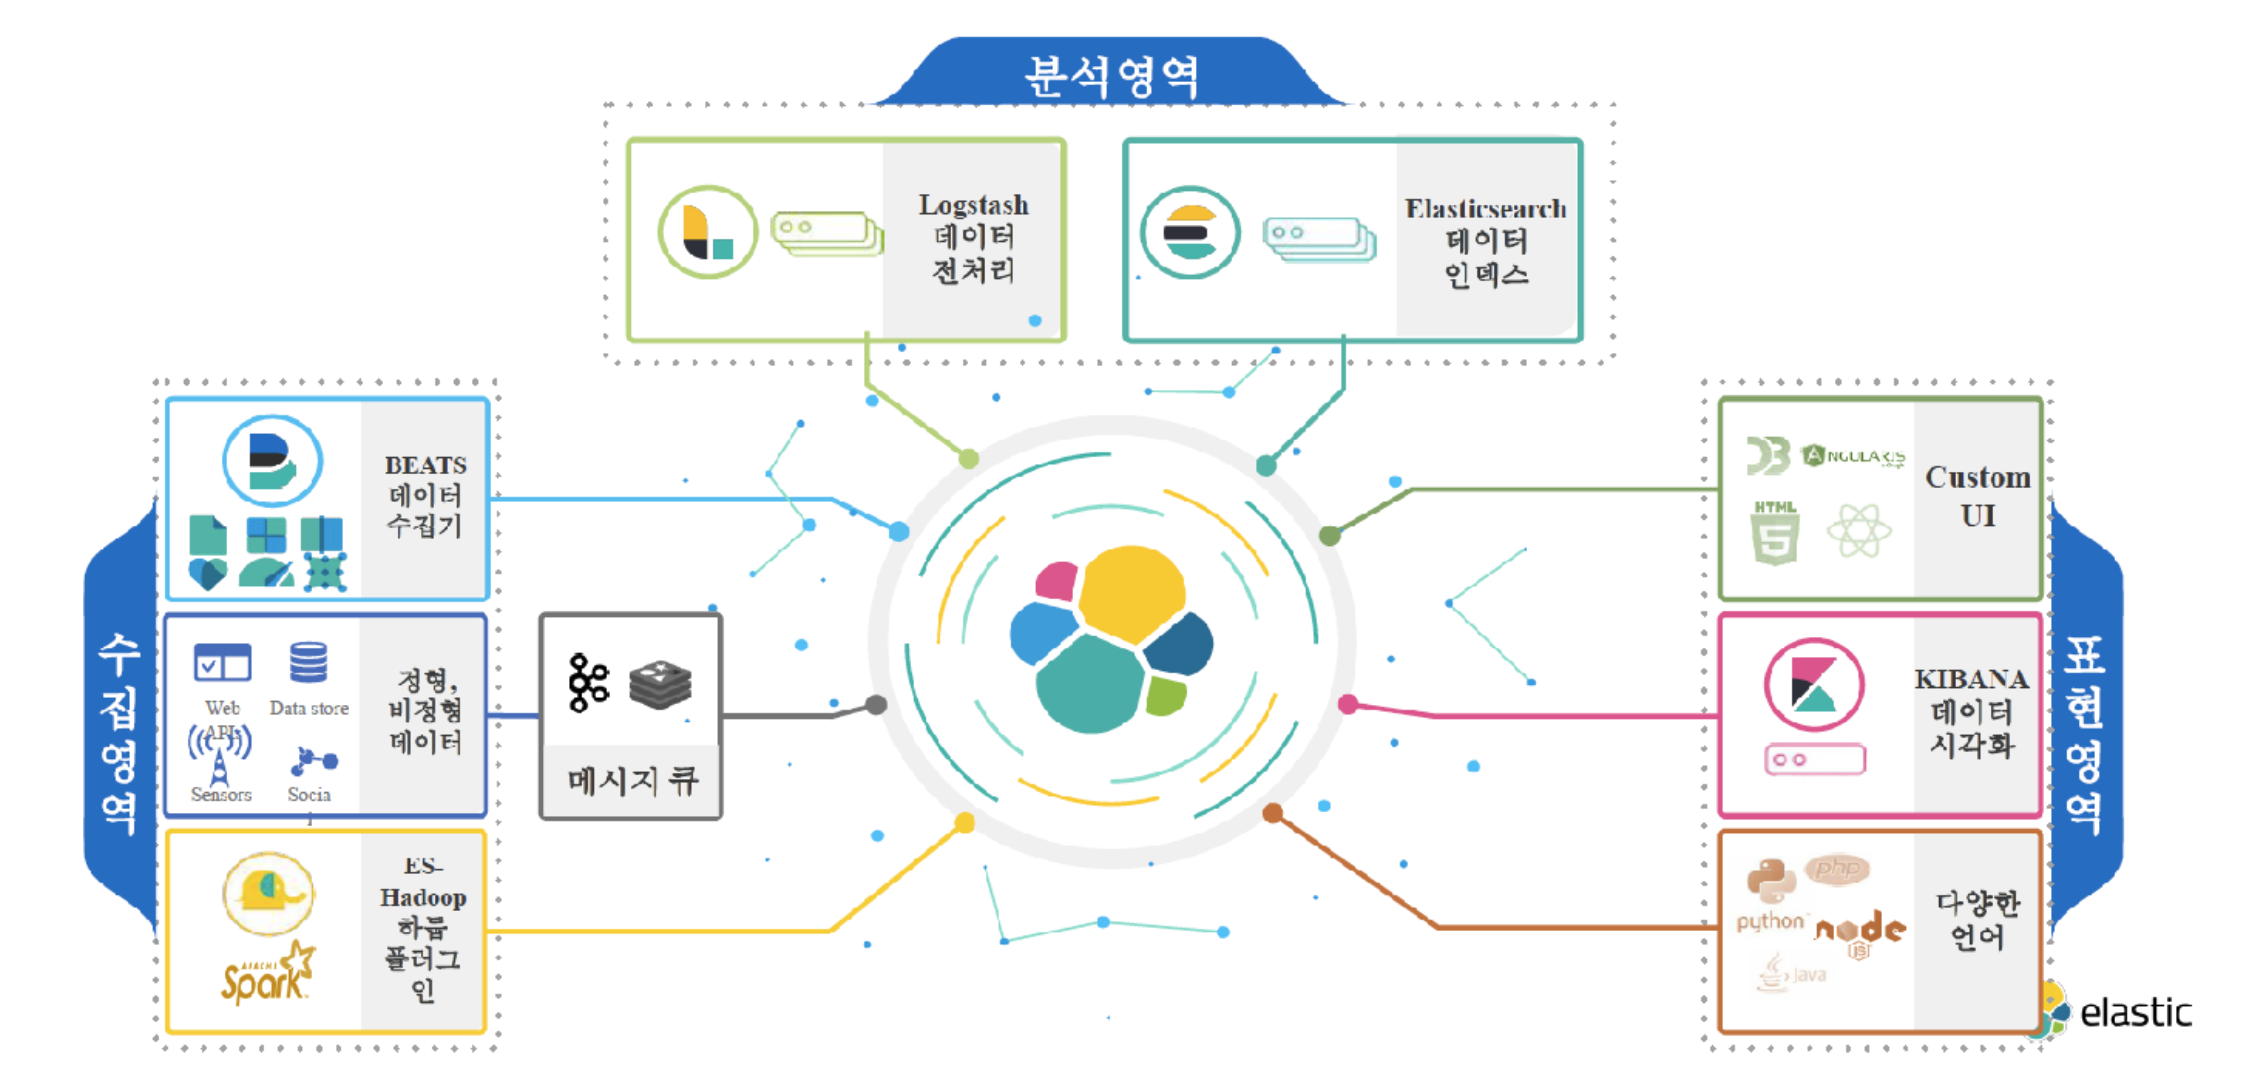 분석영역
Logstash
데이터
전처리
Elasticsearch
데이터
인덱스
수집영역
BEATS
데이터
수집기
Web
API
Data store
Sensors
Socia
l
정형,
비정형
데이터
메시지 큐
ES-
Hadoop
하둡
플러그
인
APACHE
Spark
표현영역
D3
ANGULARJS
HTML
5
Custom
UI
KIBANA
데이터
시각화
python
php
node
JS
Java
다양한
언어
elastic